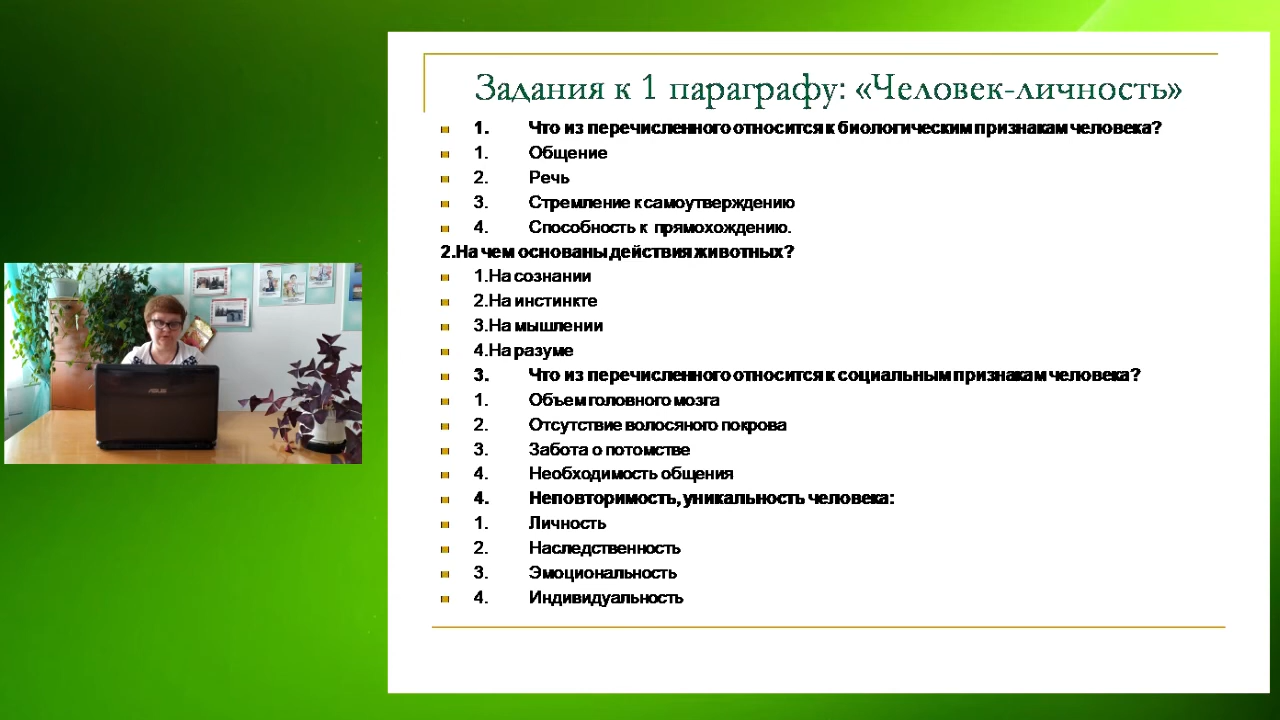 Задания к 1 параграфу: «Человек-личность»
1. Что из перечисленного относится к биологическим признакам человека?
1. Общение
2. Речь
3. Стремление к самоутверждению
4. Способность к прямохождению.
2.На чем основаны действия животных?
1.На сознании
2.На инстинкте
3.На мышлении
4.На разуме
3. Что из перечисленного относится к социальным признакам человека?
1. Объем головного мозга
2. Отсутствие волосяного покрова
3. Забота о потомстве
4. Необходимость общения
4. Неповторимость, уникальность человека:
1. Личность
2. Наследственность
3. Эмоциональность
4. Индивидуальность
ASUS